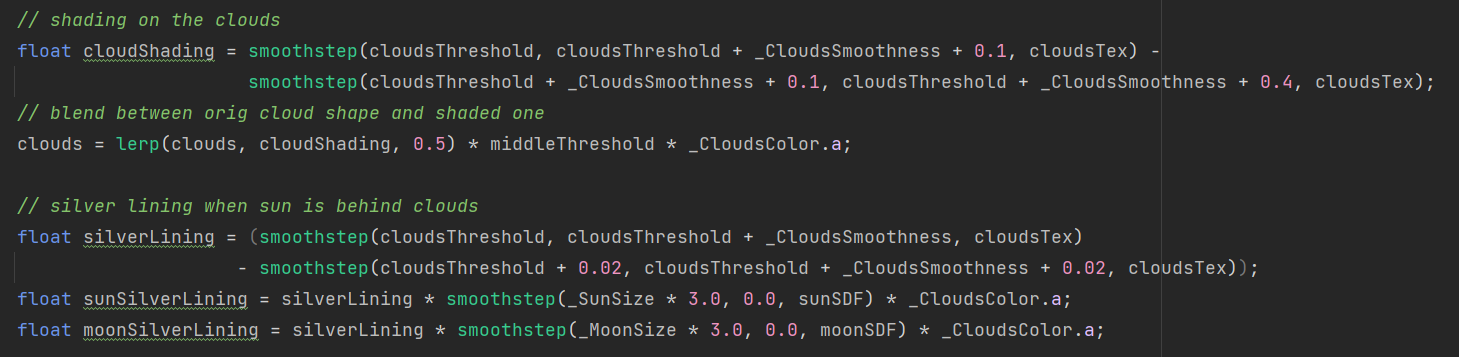 // shading on the clouds
float cloudShading = smoothstep(cloudsThreshold, cloudsThreshold + _CloudsSmoothness + 0.1, cloudsTex) -
smoothstep(cloudsThreshold + _CloudsSmoothness + 0.1, cloudsThreshold + _CloudsSmoothness + 0.4, cloudsTex);
// blend between orig cloud shape and shaded one
clouds = lerp(clouds, cloudShading, 0.5) * middleThreshold * _CloudsColor.a;
// silver lining when sun is behind clouds
float silverLining = (smoothstep(cloudsThreshold, cloudsThreshold + _CloudsSmoothness, cloudsTex)
- smoothstep(cloudsThreshold + 0.02, cloudsThreshold + _CloudsSmoothness + 0.02, cloudsTex));
float sunSilverLining = silverLining * smoothstep(_SunSize * 3.0, 0.0, sunSDF) * _CloudsColor.a;
float moonSilverLining = silverLining * smoothstep(_MoonSize * 3.0, 0.0, moonSDF) * _CloudsColor.a;